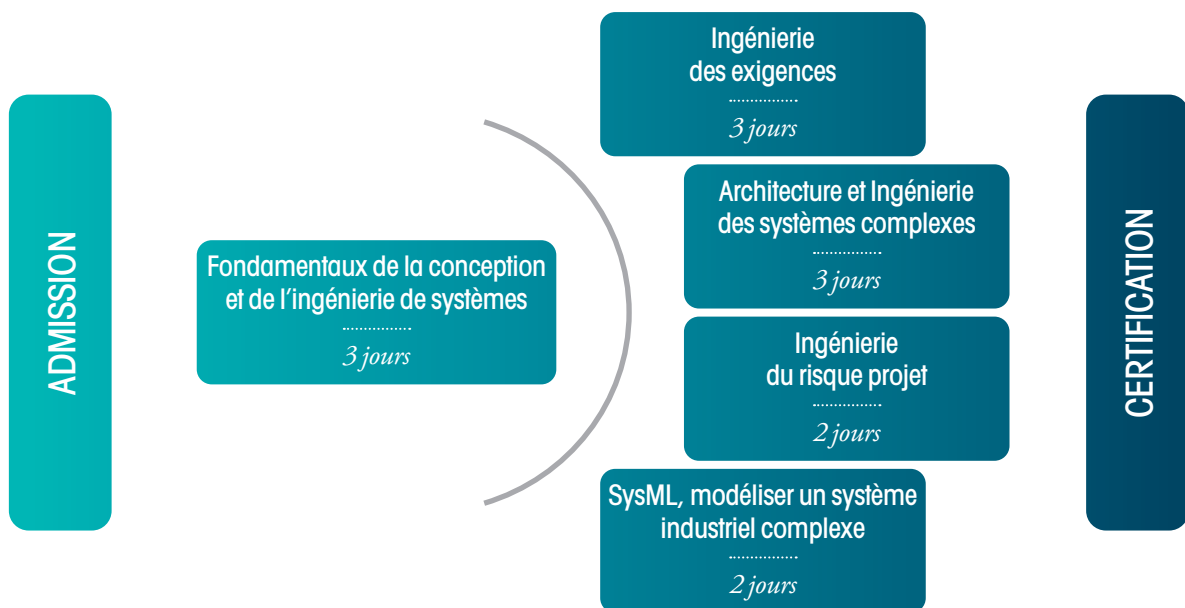 ADMISSION
Fondamentaux de la conception
et de l’ingénierie de systèmes
3 jours
Ingénierie
des exigences
3 jours
Architecture et Ingénierie
des systèmes complexes
3 jours
Ingénierie
du risque projet
2 jours
SysML, modéliser un système
industriel complexe
2 jours
CERTIFICATION